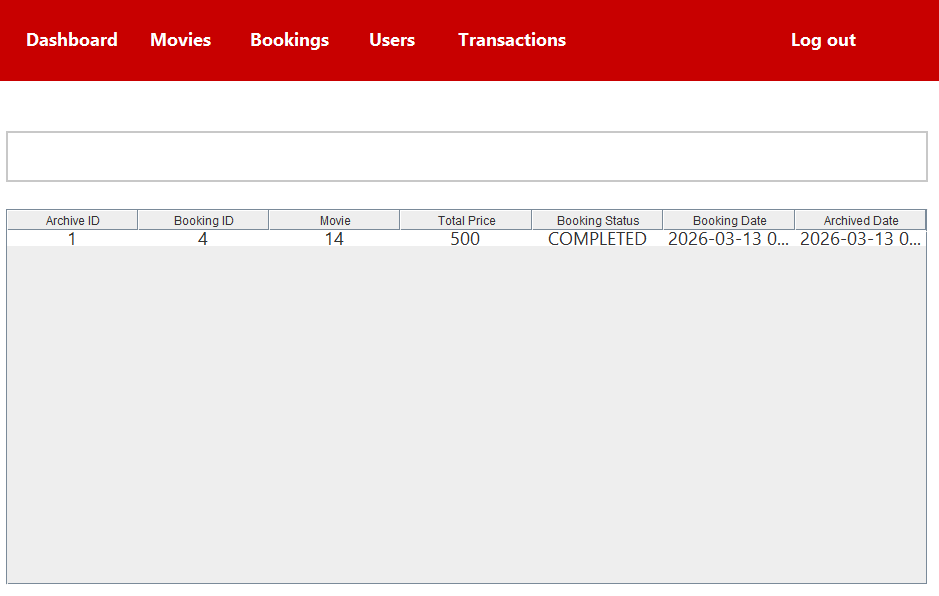 Dashboard Movies Bookings Users Transactions Log out
Archive ID Booking ID Movie Total Price Booking Status Booking Date Archived Date
1 4 14 500 COMPLETED 2026-03-13 0... 2026-03-13 0...